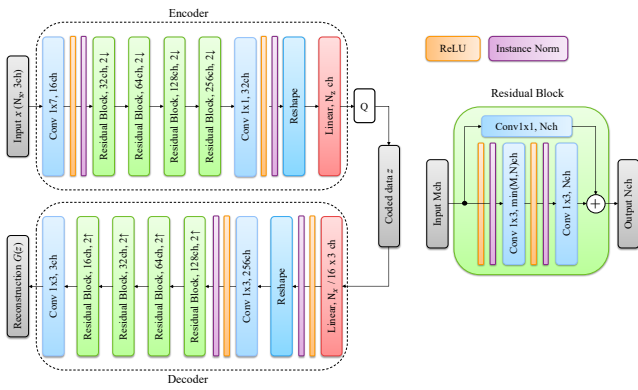 Encoder
Input x (Nx, 3ch)
Conv 1x7, 16ch
Residual Block, 32ch, 2↓
Residual Block, 64ch, 2↓
Residual Block, 128ch, 2↓
Residual Block, 256ch, 2↓
Conv 1x1, 32ch
Reshape
Linear, Nz ch
Q
Coded data z
Reconstruction G(z)
Conv 1x3, 3ch
Residual Block, 16ch, 2↑
Residual Block, 32ch, 2↑
Residual Block, 64ch, 2↑
Residual Block, 128ch, 2↑
Conv 1x3, 256ch
Reshape
Linear, Nx / 16 x 3 ch
Decoder
ReLU
Instance Norm
Residual Block
Conv1x1, Nch
Input Mch
Conv 1x3, min(M,N)ch
Conv 1x3, Nch
+
Output Nch